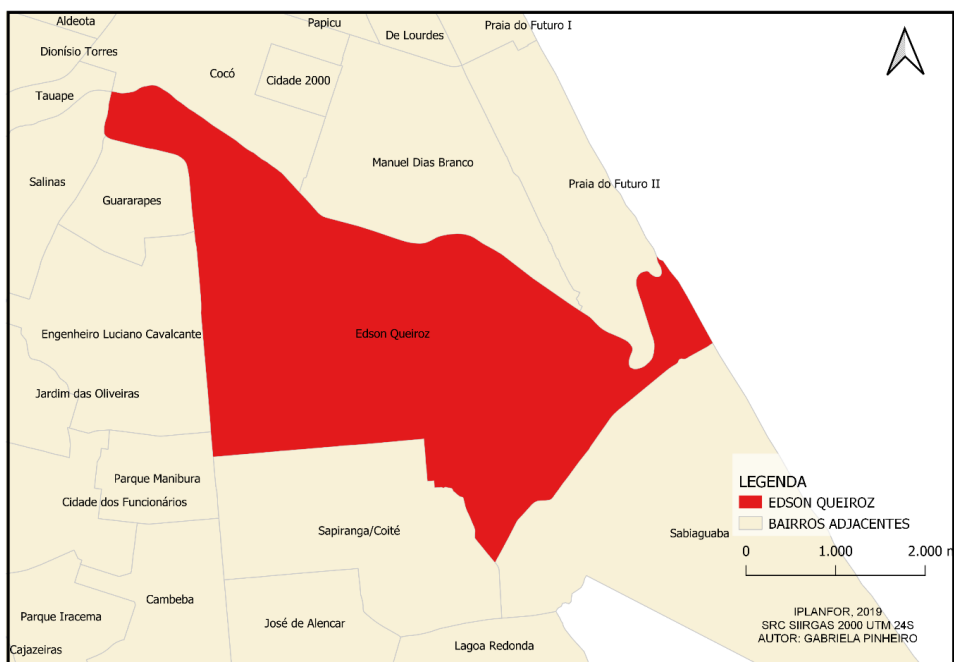 Aldeota
Papicu
De Lourdes
Praia do Futuro I
Dionísio Torres
Cocó
Cidade 2000
Tauape
Manuel Dias Branco
Salinas
Praia do Futuro II
Guararapes
Engenheiro Luciano Cavalcante
Edson Queiroz
Jardim das Oliveiras
Parque Manibura
Cidade dos Funcionários
Sapiranga/Coité
Sabiaguaba
Cambeba
Parque Iracema
José de Alencar
Cajazeiras
Lagoa Redonda
LEGENDA
EDSON QUEIROZ
BAIRROS ADJACENTES
0 1.000 2.000 m
IPLANFOR, 2019
SRC SIIRGAS 2000 UTM 24S
AUTOR: GABRIELA PINHEIRO